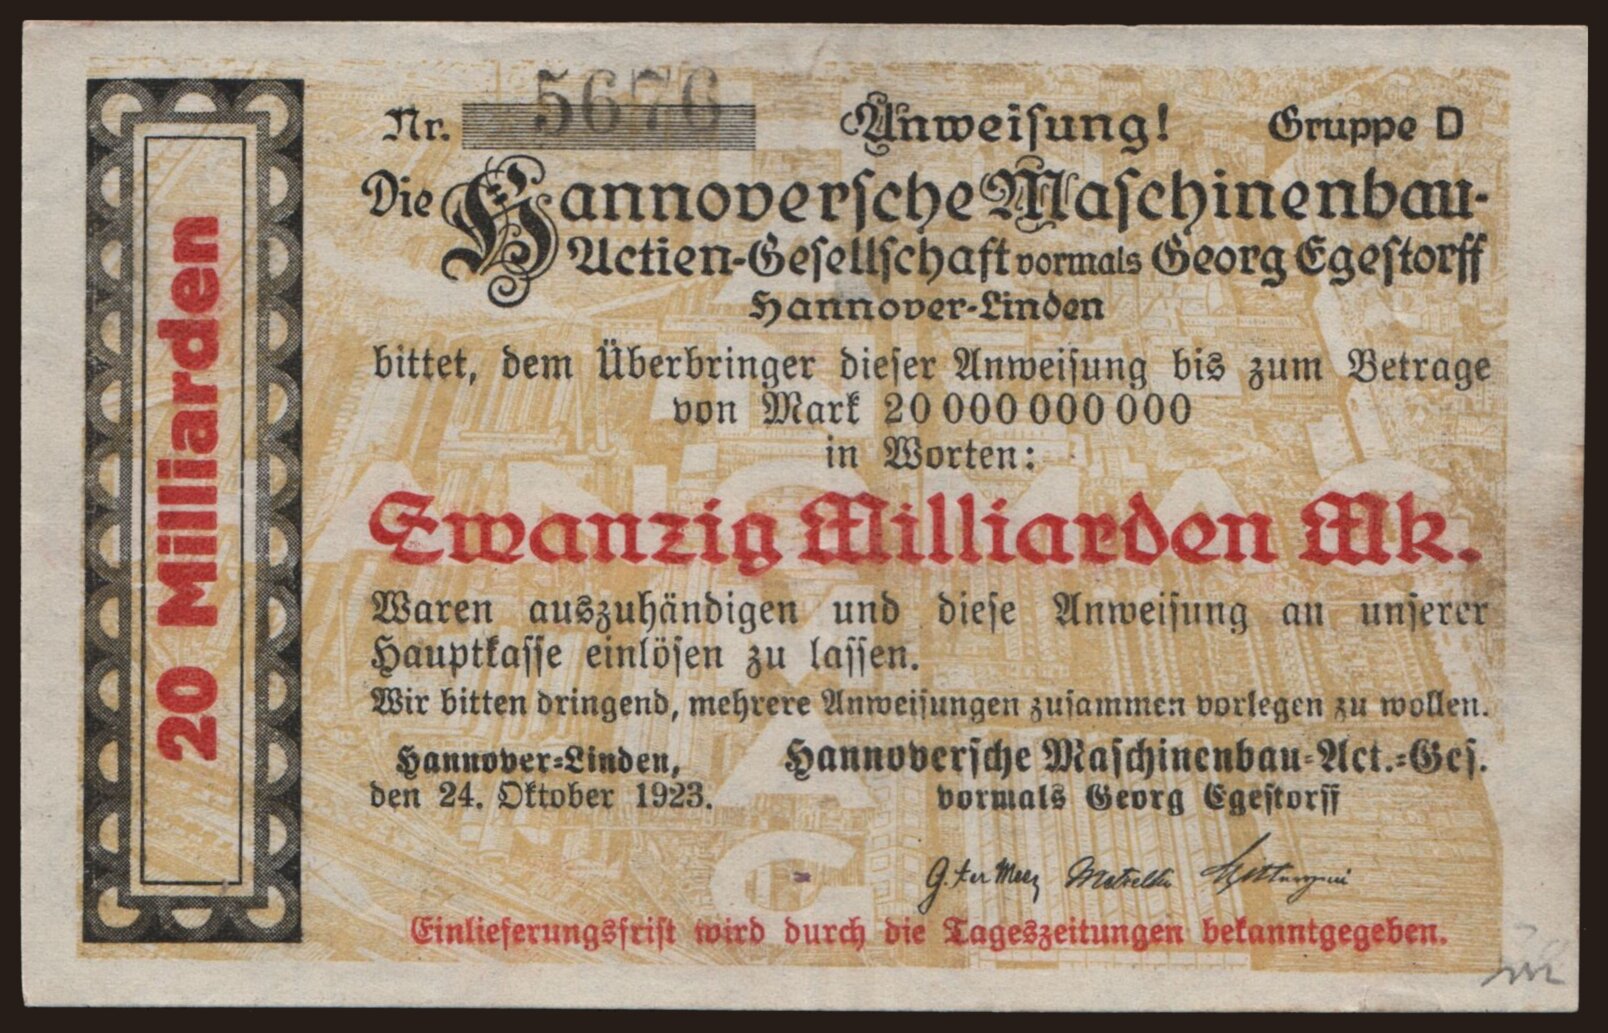 20 Milliarden
Nr. 5676 Anweisung! Gruppe D
Die Hannoversche Maschinenbau-
Actien-Gesellschaft vormals Georg Egestorff
Hannover-Linden
bittet, dem Überbringer dieser Anweisung bis zum Betrage
von Mark 20 000 000 000
in Worten:
Zwanzig Milliarden Mk.
Waren auszuhändigen und diese Anweisung an unserer
Hauptkasse einlösen zu lassen.
Wir bitten dringend, mehrere Anweisungen zusammen vorlegen zu wollen.
Hannover-Linden,
den 24. Oktober 1923.
Hannoversche Maschinenbau-Act.-Ges.
vormals Georg Egestorff
G. ter Meer
Einlieferungsfrist wird durch die Tageszeitungen bekanntgegeben.
HANOMAG